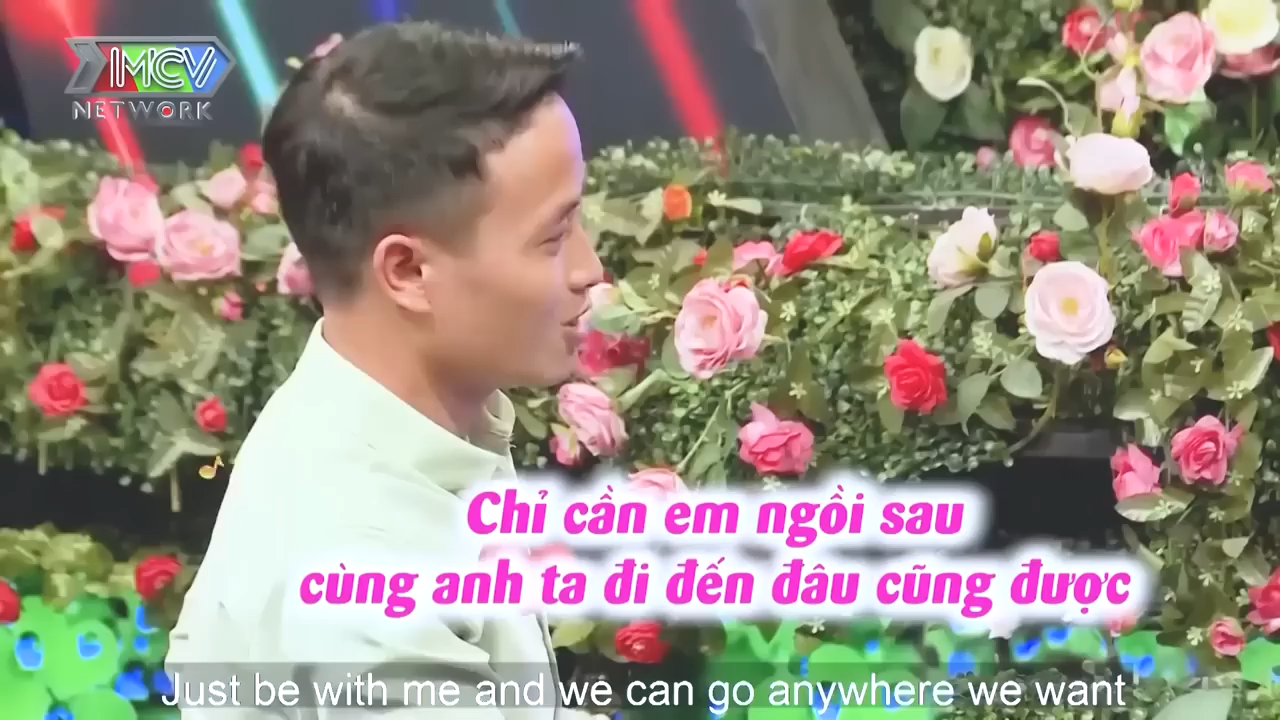 MCV
NETWORK
Chỉ cần em ngồi sau
cùng anh ta đi đến đâu cũng được
Just be with me and we can go anywhere we want